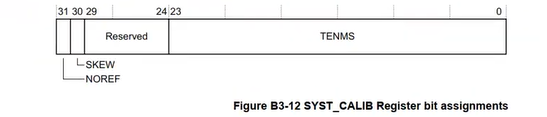 31 30 29 24 23 0
Reserved TENMS
SKEW
NOREF
Figure B3-12 SYST_CALIB Register bit assignments